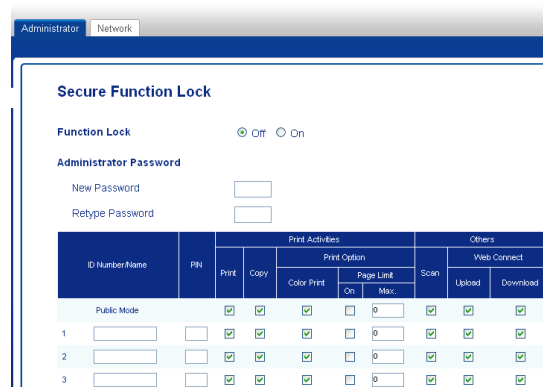 Administrator Network
Secure Function Lock
Function Lock Off On
Administrator Password
New Password
Retype Password
Print Activities Others
ID Number/Name PIN Print Copy Print Option Scan Web Connect
Color Print Page Limit Upload Download
On Max.
Public Mode 0
1 0
2 0
3 0